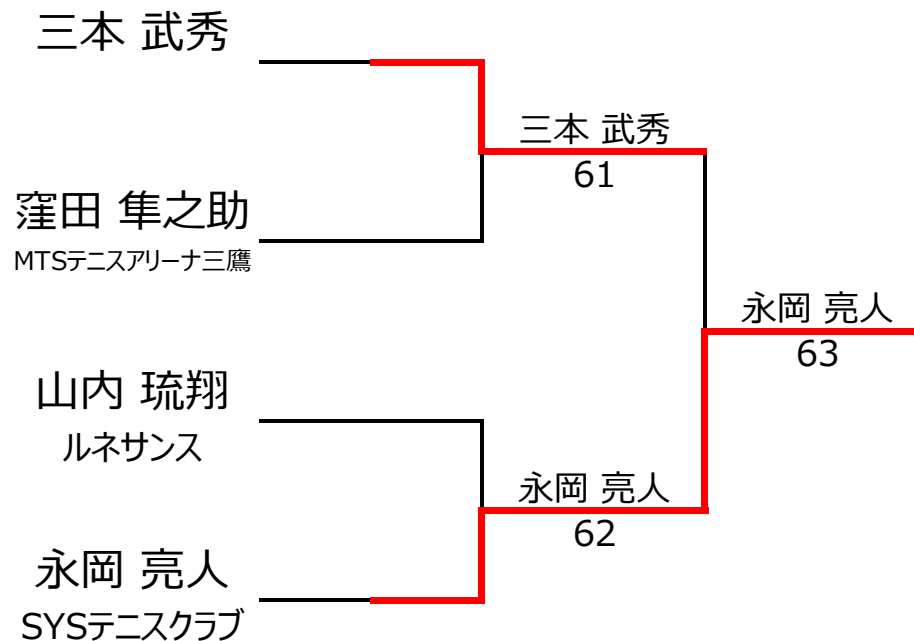 三本 武秀
三本 武秀
61
窪田 隼之助
MTSテニスアリーナ三鷹
永岡 亮人
63
山内 琉翔
ルネサンス
永岡 亮人
62
永岡 亮人
SYSテニスクラブ